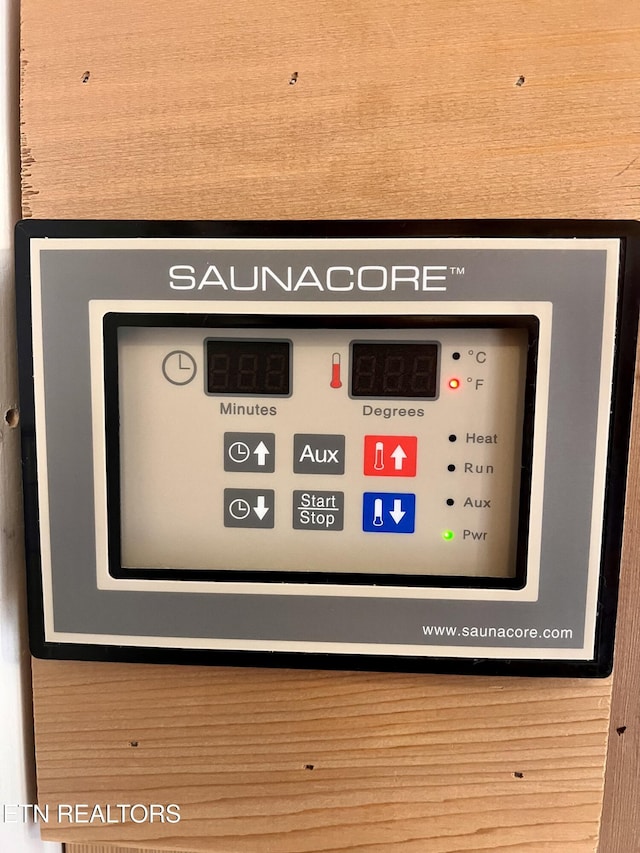 SAUNACORE™
°C
°F
Minutes
Degrees
Heat
Aux
Run
Start
Stop
Aux
Pwr
www.saunacore.com
ETN REALTORS